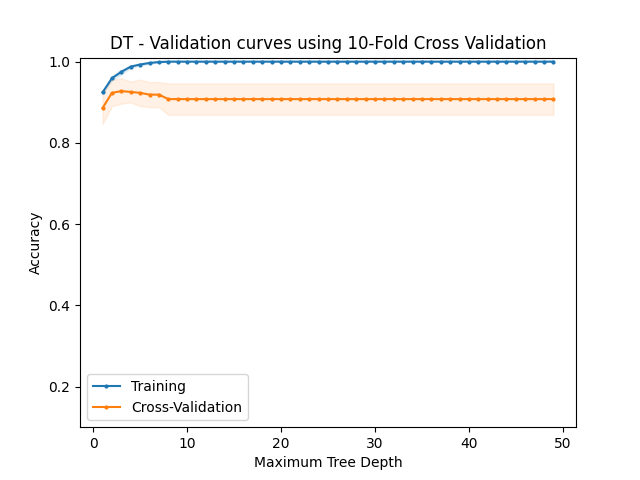 DT - Validation curves using 10-Fold Cross Validation
1.0
0.8
0.6
0.4
0.2
Accuracy
Training
Cross-Validation
0 10 20 30 40 50
Maximum Tree Depth